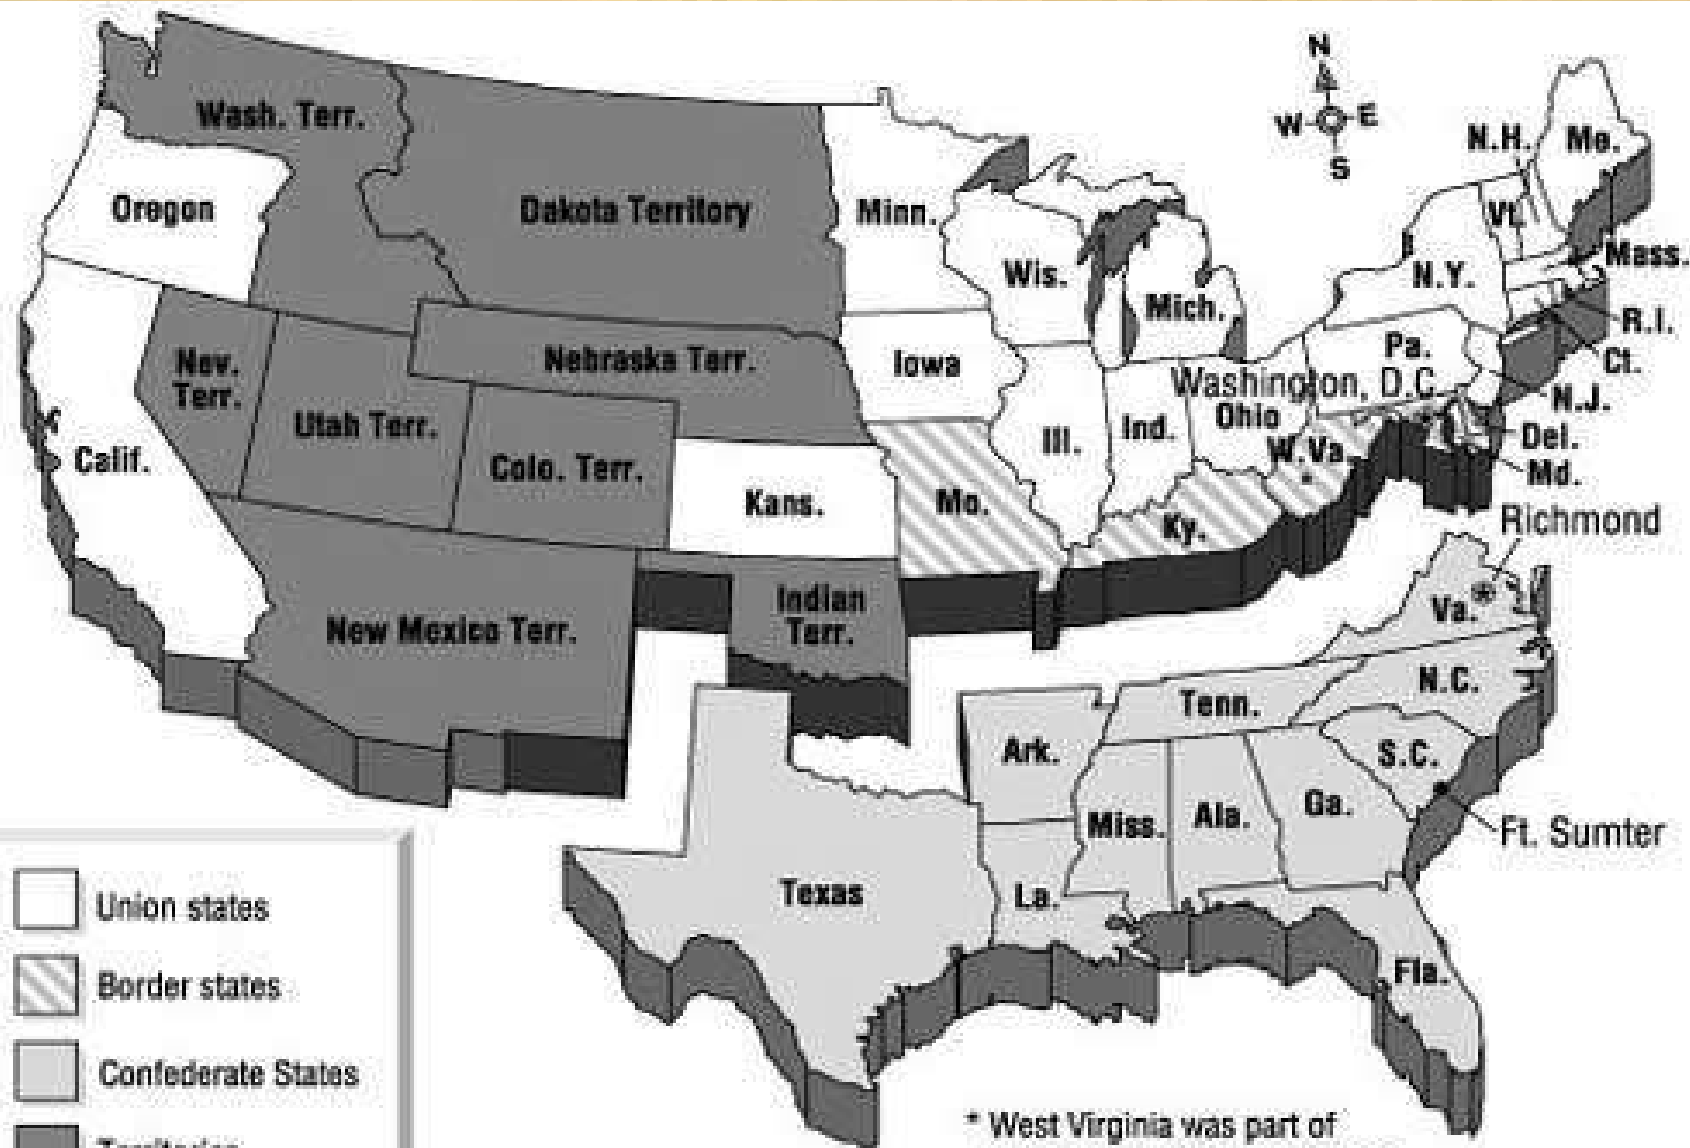 N
W
E
S
Wash. Terr.
Oregon
Dakota Territory
Minn.
Wis.
Mich.
N.H.
Me.
Vt.
N.Y.
Mass.
R.I.
Ct.
Pa.
N.J.
Washington, D.C.
Del.
Md.
Nev.
Terr.
Utah Terr.
Nebraska Terr.
Colo. Terr.
Iowa
Ill.
Ind.
Ohio
W.Va.
Calif.
Kans.
Mo.
Ky.
Richmond
Va.
New Mexico Terr.
Indian
Terr.
N.C.
Tenn.
Ark.
S.C.
Miss.
Ala.
Ga.
Ft. Sumter
Texas
La.
Fla.
Union states
Border states
Confederate States
Territories
* West Virginia was part of